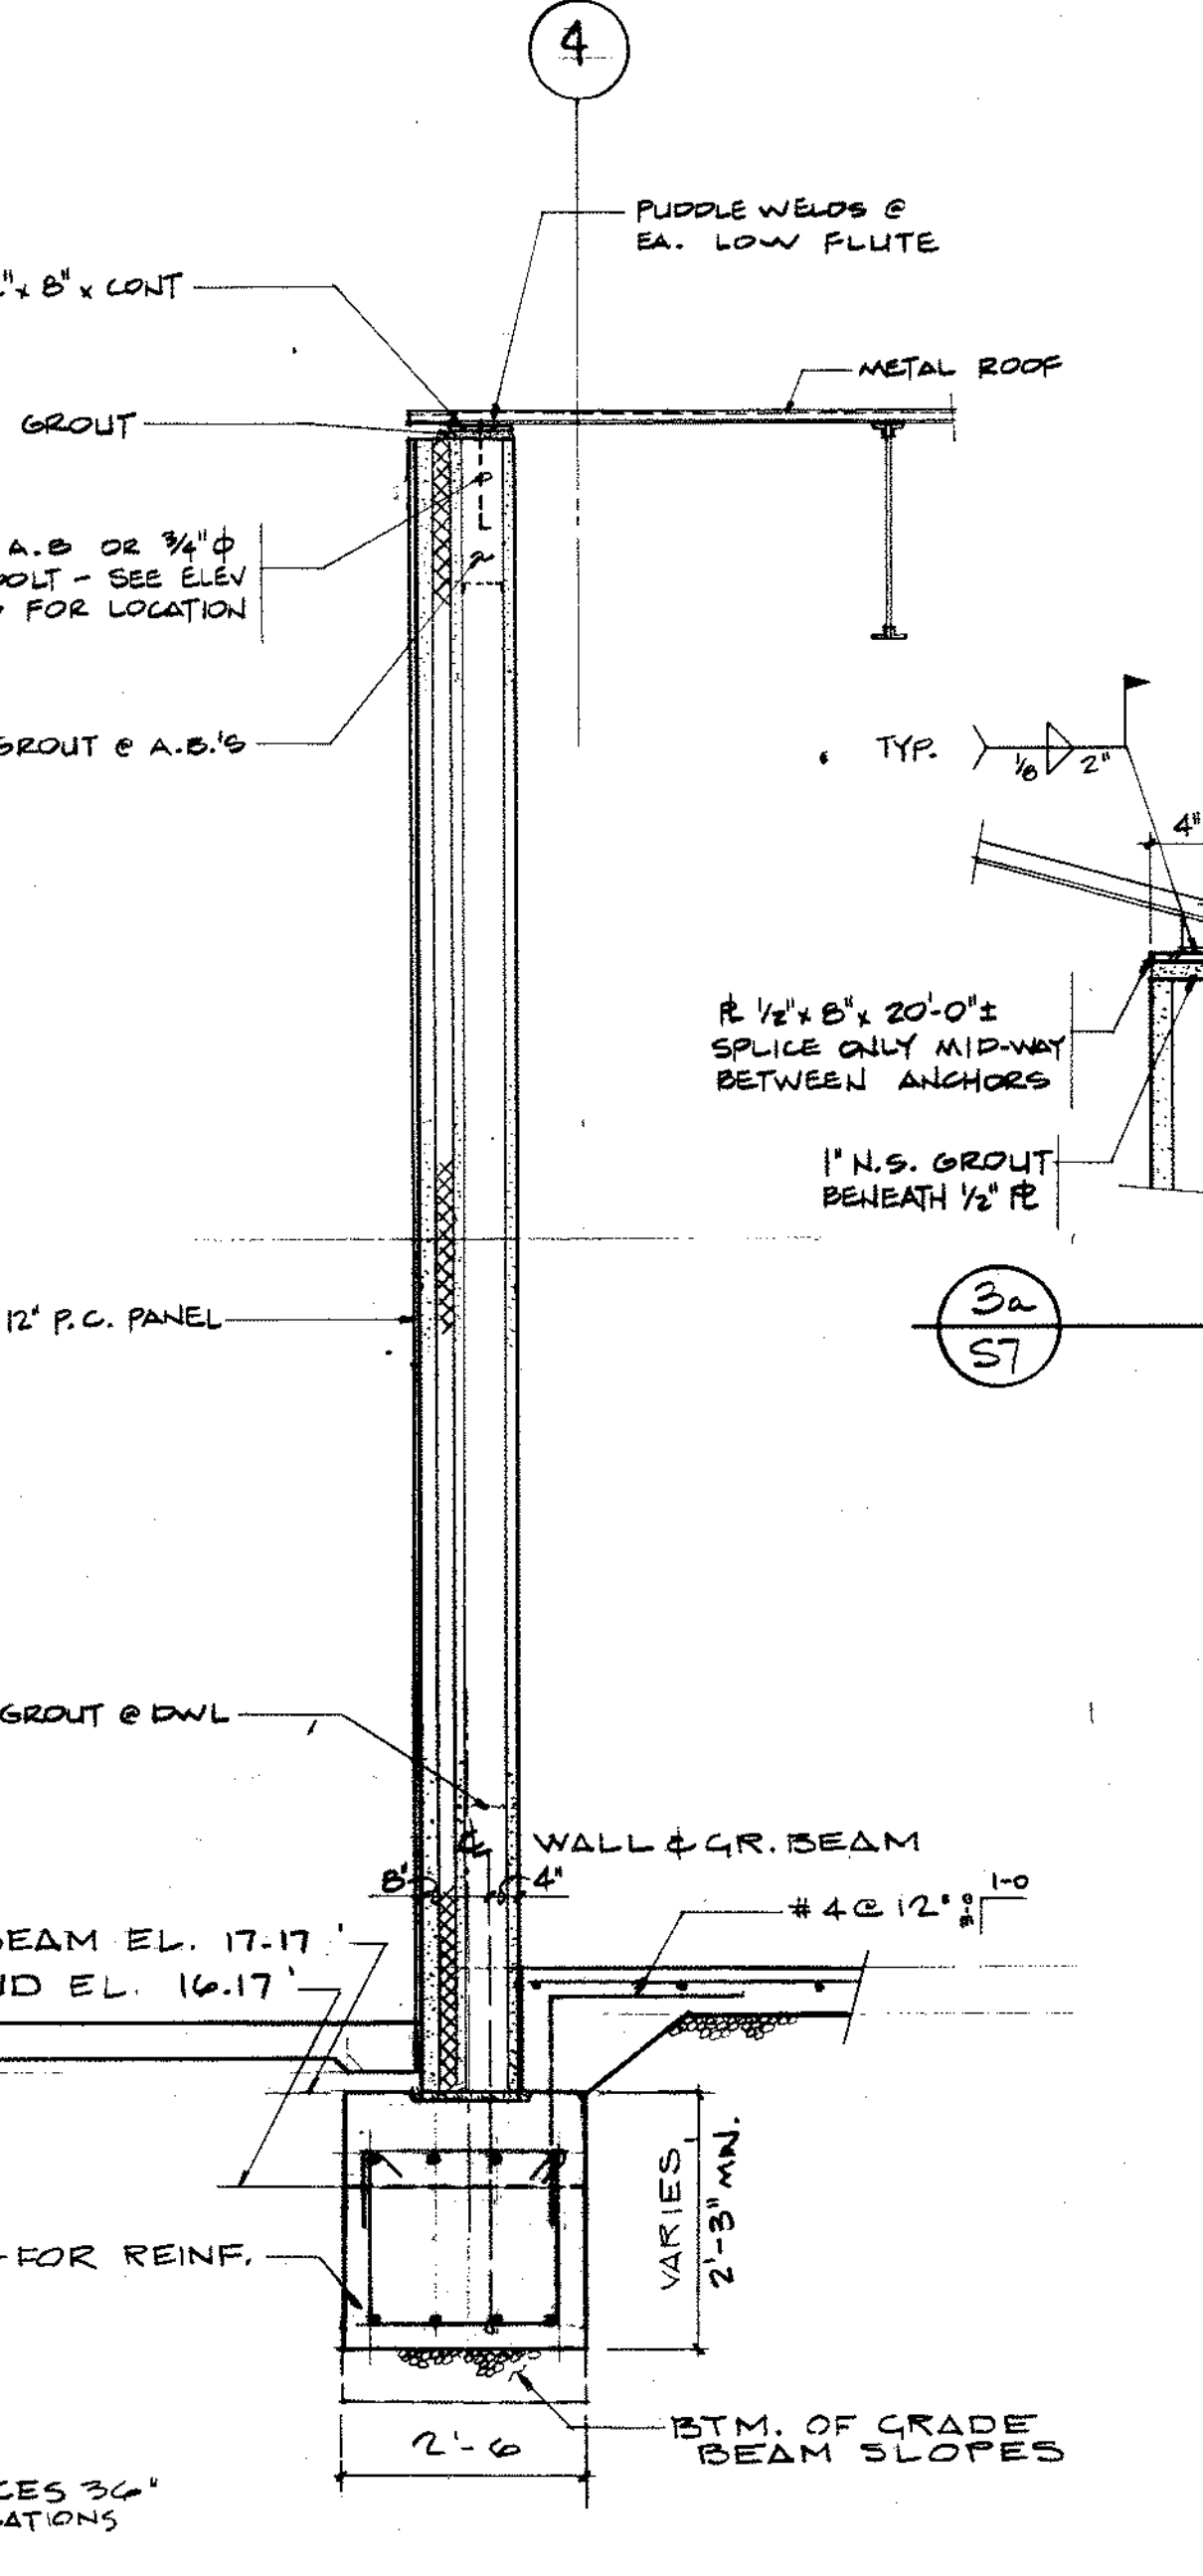 4
PUDDLE WELDS @
EA. LOW FLUTE
"x 8" x CONT
METAL ROOF
GROUT
A.B OR 3/4"ϕ
BOLT - SEE ELEV
FOR LOCATION
GROUT @ A.B.'S
TYP.
1/8 2"
4"
℄ 1/2" x 8" x 20'-0"±
SPLICE ONLY MID-WAY
BETWEEN ANCHORS
1" N.S. GROUT
BENEATH 1/2" ℄
3a
S7
12" P.C. PANEL
GROUT @ DWL
℄ WALL & GR. BEAM
8" 4"
#4 @ 12" 3-0 1-0
BEAM EL. 17.17'
EL. 16.17'
VARIES
2'-3" MIN.
FOR REINF.
BTM. OF GRADE
BEAM SLOPES
2'-6
36"